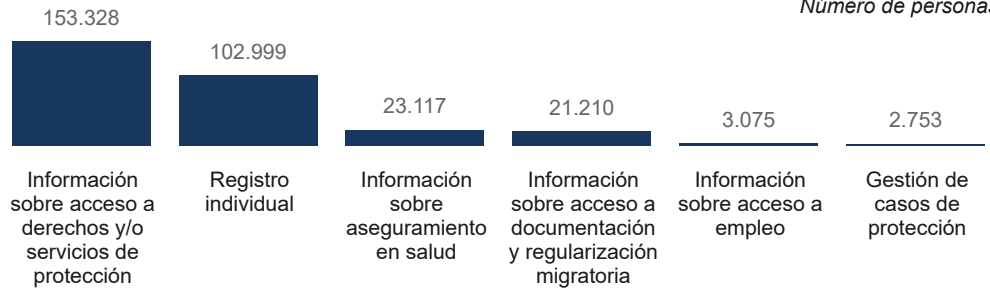 Número de personas
153.328
102.999
23.117
21.210
3.075
2.753
Información
sobre acceso a
derechos y/o
servicios de
protección
Registro
individual
Información
sobre
aseguramiento
en salud
Información
sobre acceso a
documentación
y regularización
migratoria
Información
sobre acceso a
empleo
Gestión de
casos de
protección